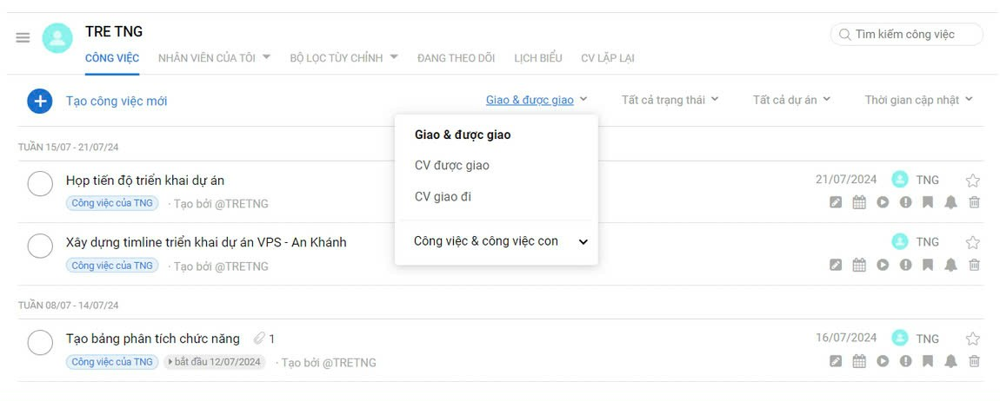 TRE TNG
Tìm kiếm công việc
CÔNG VIỆC NHÂN VIÊN CỦA TÔI BỘ LỌC TÙY CHỈNH ĐANG THEO DÕI LỊCH BIỂU CV LẶP LẠI
Tạo công việc mới Giao & được giao Tất cả trạng thái Tất cả dự án Thời gian cập nhật
Giao & được giao
CV được giao
CV giao đi
Công việc & công việc con
TUẦN 15/07 - 21/07/24
Họp tiến độ triển khai dự án 21/07/2024 TNG
Công việc của TNG · Tạo bởi @TRETNG
Xây dựng timline triển khai dự án VPS - An Khánh TNG
Công việc của TNG · Tạo bởi @TRETNG
TUẦN 08/07 - 14/07/24
Tạo bảng phân tích chức năng 1 16/07/2024 TNG
Công việc của TNG bắt đầu 12/07/2024 · Tạo bởi @TRETNG